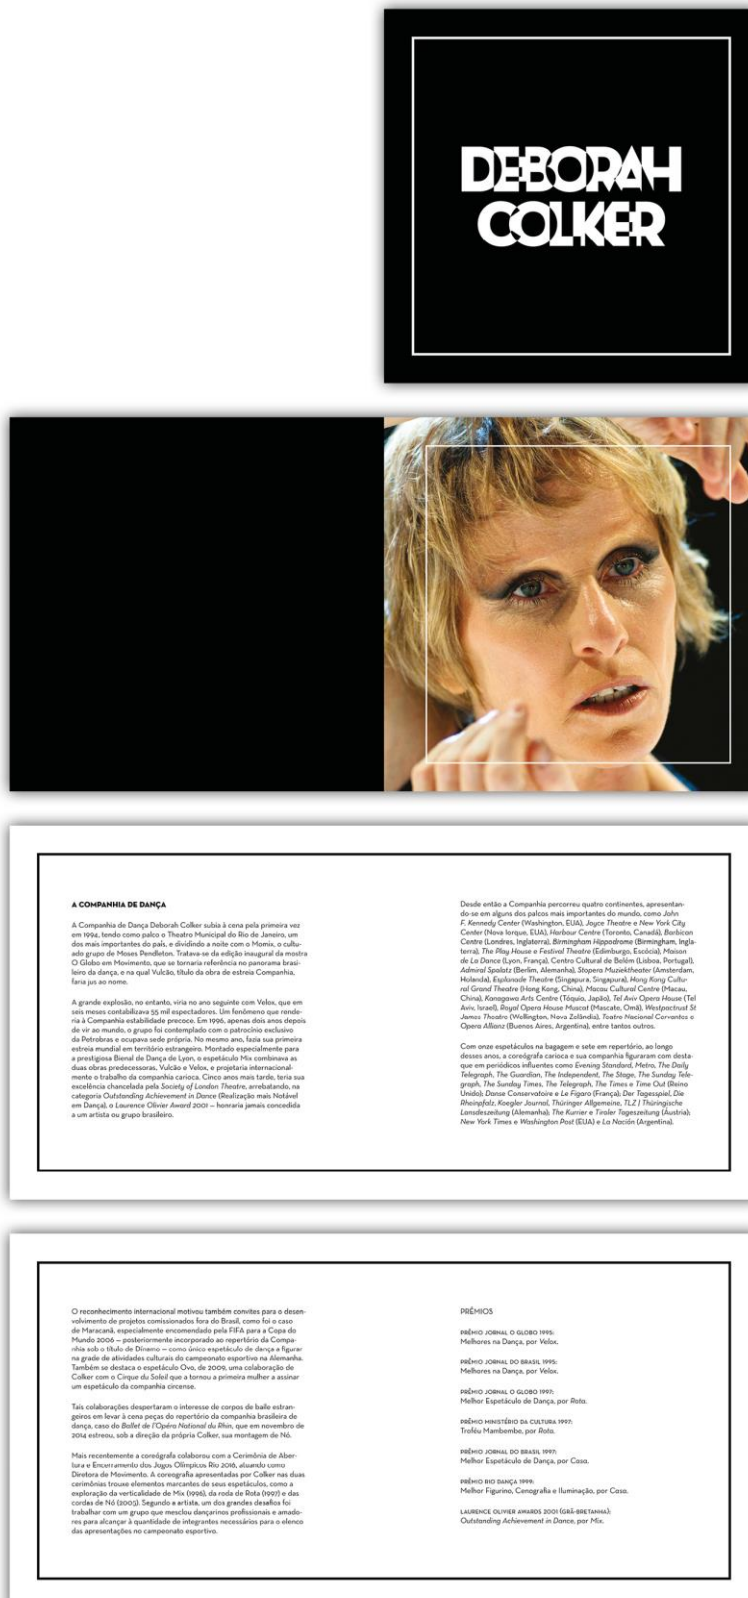 DEBORAH
COLKER
A COMPANHIA DE DANÇA
A Companhia de Dança Deborah Colker subia à cena pela primeira vez
em 1994, tendo como palco o Theatro Municipal do Rio de Janeiro, um
dos mais importantes do país, e dividindo a noite com o Momix, o cultu-
ado grupo de Moses Pendleton. Tratava-se da edição inaugural da mostra
O Globo em Movimento, que se tornaria referência no panorama brasi-
leiro da dança, e na qual Vulcão, título da obra de estreia Companhia,
faria jus ao nome.
A grande explosão, no entanto, viria no ano seguinte com Velox, que em
seis meses contabilizava 55 mil espectadores. Um fenômeno que rende-
ria à Companhia estabilidade precoce. Em 1996, apenas dois anos depois
de vir ao mundo, o grupo foi contemplado com o patrocínio exclusivo
da Petrobras e ocupava sede própria. No mesmo ano, fazia sua primeira
estreia mundial em território estrangeiro. Montado especialmente para
a prestigiosa Bienal de Dança de Lyon, o espetáculo Mix combinava as
duas obras predecessoras, Vulcão e Velox, e projetaria internacional-
mente o trabalho da companhia carioca. Cinco anos mais tarde, teria sua
excelência chancelada pela Society of London Theatre, arrebatando, na
categoria Outstanding Achievement in Dance (Realização mais Notável
em Dança), o Laurence Olivier Award 2001 – honraria jamais concedida
a um artista ou grupo brasileiro.
Desde então a Companhia percorreu quatro continentes, apresentan-
do-se em alguns dos palcos mais importantes do mundo, como John
F. Kennedy Center (Washington, EUA), Joyce Theatre e New York City
Center (Nova Iorque, EUA), Harbour Centre (Toronto, Canadá), Barbican
Centre (Londres, Inglaterra), Birmingham Hippodrome (Birmingham, Ingla-
terra), The Play House e Festival Theatre (Edimburgo, Escócia), Maison
de La Dance (Lyon, França), Centro Cultural de Belém (Lisboa, Portugal),
Admiral Spalatz (Berlim, Alemanha), Stopera Muziektheater (Amsterdam,
Holanda), Esplanade Theatre (Singapura, Singapura), Hong Kong Cultu-
ral Grand Theatre (Hong Kong, China), Macau Cultural Centre (Macau,
China), Kanagawa Arts Centre (Tóquio, Japão), Tel Aviv Opera House (Tel
Aviv, Israel), Royal Opera House Muscat (Mascate, Omã), Westpactrust St
James Theatre (Wellington, Nova Zelândia), Teatro Nacional Cervantes e
Opera Allianz (Buenos Aires, Argentina), entre tantos outros.
Com onze espetáculos na bagagem e sete em repertório, ao longo
desses anos, a coreógrafa carioca e sua companhia figuraram com desta-
que em periódicos influentes como Evening Standard, Metro, The Daily
Telegraph, The Guardian, The Independent, The Stage, The Sunday Tele-
graph, The Sunday Times, The Telegraph, The Times e Time Out (Reino
Unido); Danse Conservatoire e Le Figaro (França); Der Tagesspiel, Die
Rheinpfalz, Koegler Journal, Thüringer Allgemeine, TLZ | Thüringische
Landeszeitung (Alemanha); The Kurrier e Tiroler Tageszeitung (Áustria);
New York Times e Washington Post (EUA) e La Nación (Argentina).
O reconhecimento internacional motivou também convites para o desen-
volvimento de projetos comissionados fora do Brasil, como foi o caso
de Maracanã, especialmente encomendado pela FIFA para a Copa do
Mundo 2006 – posteriormente incorporado ao repertório da Compa-
nhia sob o título de Dínamo – como único espetáculo de dança a figurar
na grade de atividades culturais do campeonato esportivo na Alemanha.
Também se destaca o espetáculo Ovo, de 2009, uma colaboração de
Colker com o Cirque du Soleil que a tornou a primeira mulher a assinar
um espetáculo da companhia circense.
Tais colaborações despertaram o interesse de corpos de baile estran-
geiros em levar à cena peças do repertório da companhia brasileira de
dança, caso do Ballet de l'Opéra National du Rhin, que em novembro de
2014 estreou, sob a direção da própria Colker, sua montagem de Nó.
Mais recentemente a coreógrafa colaborou com a Cerimônia de Aber-
tura e Encerramento dos Jogos Olímpicos Rio 2016, atuando como
Diretora de Movimento. A coreografia apresentadas por Colker nas duas
cerimônias trouxe elementos marcantes de seus espetáculos, como a
exploração da verticalidade de Mix (1996), da roda de Rota (1997) e das
cordas de Nó (2005). Segundo a artista, um dos grandes desafios foi
trabalhar com um grupo que mesclou dançarinos profissionais e amado-
res para alcançar à quantidade de integrantes necessários para o elenco
das apresentações no campeonato esportivo.
PRÊMIOS
PRÊMIO JORNAL O GLOBO 1995:
Melhores na Dança, por Velox.
PRÊMIO JORNAL DO BRASIL 1995:
Melhores na Dança, por Velox.
PRÊMIO JORNAL O GLOBO 1997:
Melhor Espetáculo de Dança, por Rota.
PRÊMIO MINISTÉRIO DA CULTURA 1997:
Troféu Mambembe, por Rota.
PRÊMIO JORNAL DO BRASIL 1997:
Melhor Espetáculo de Dança, por Casa.
PRÊMIO RIO DANÇA 1999:
Melhor Figurino, Cenografia e Iluminação, por Casa.
LAURENCE OLIVIER AWARDS 2001 (GRÃ-BRETANHA):
Outstanding Achievement in Dance, por Mix.